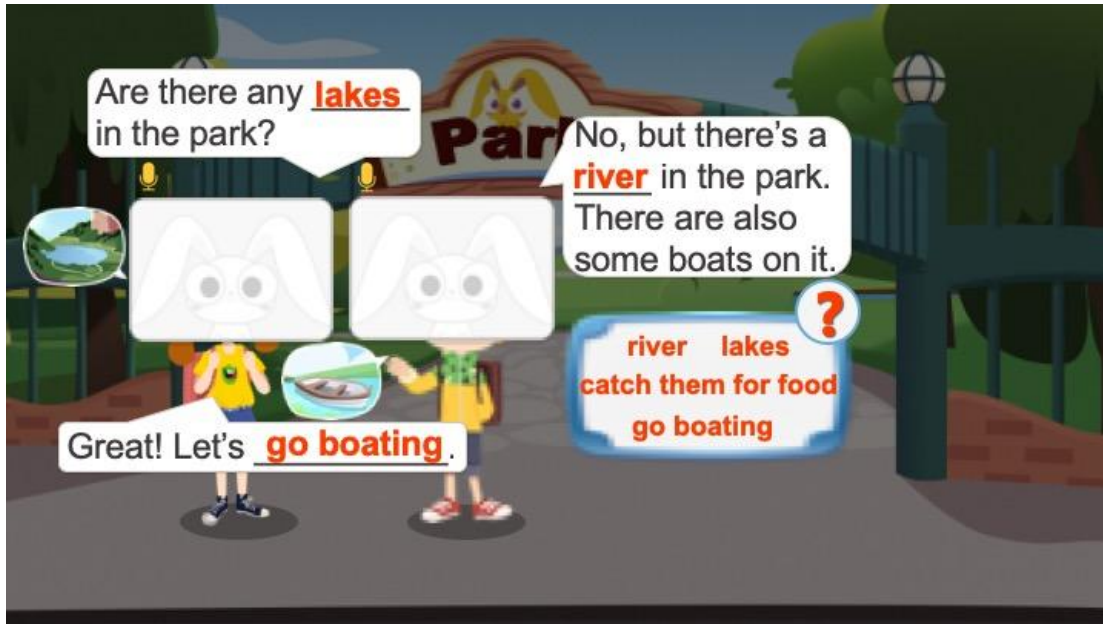 Are there any lakes
in the park?
Par
No, but there's a
river in the park.
There are also
some boats on it.
?
river lakes
catch them for food
go boating
Great! Let's go boating.